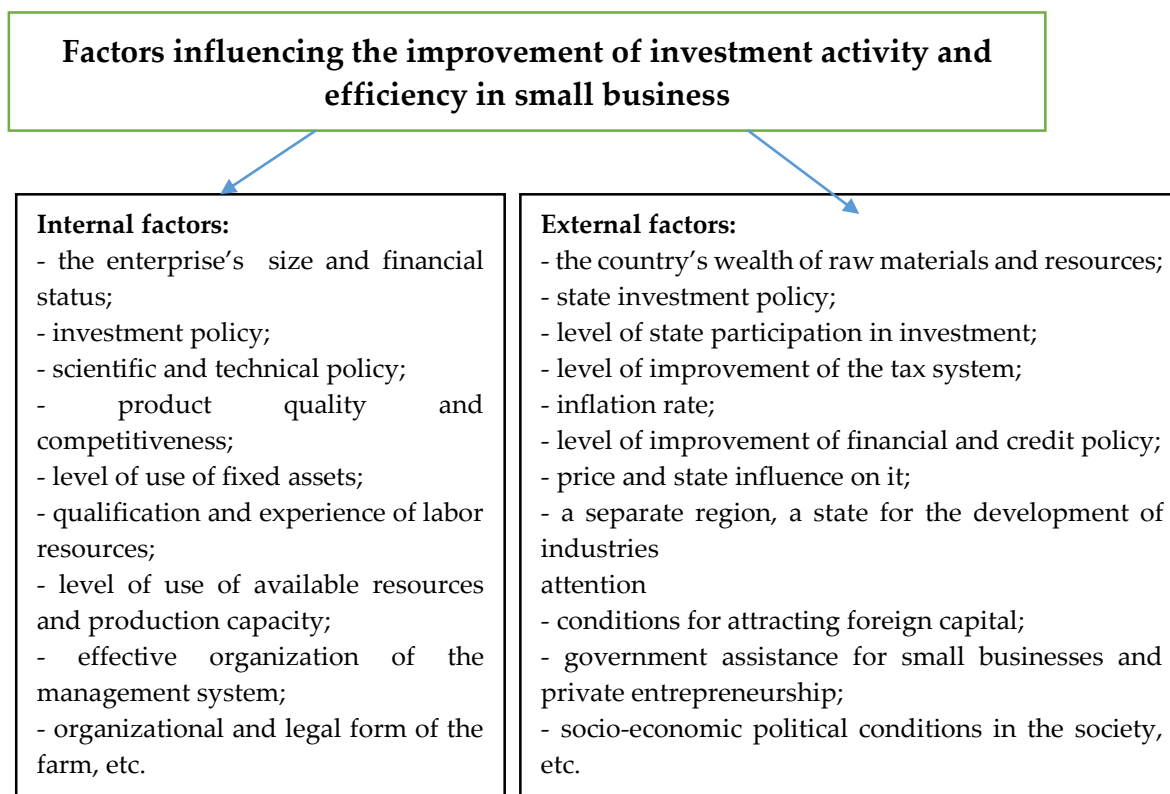 Factors influencing the improvement of investment activity and
efficiency in small business
Internal factors:
- the enterprise’s size and financial
status;
- investment policy;
- scientific and technical policy;
- product quality and
competitiveness;
- level of use of fixed assets;
- qualification and experience of labor
resources;
- level of use of available resources
and production capacity;
- effective organization of the
management system;
- organizational and legal form of the
farm, etc.
External factors:
- the country’s wealth of raw materials and resources;
- state investment policy;
- level of state participation in investment;
- level of improvement of the tax system;
- inflation rate;
- level of improvement of financial and credit policy;
- price and state influence on it;
- a separate region, a state for the development of
industries
attention
- conditions for attracting foreign capital;
- government assistance for small businesses and
private entrepreneurship;
- socio-economic political conditions in the society,
etc.